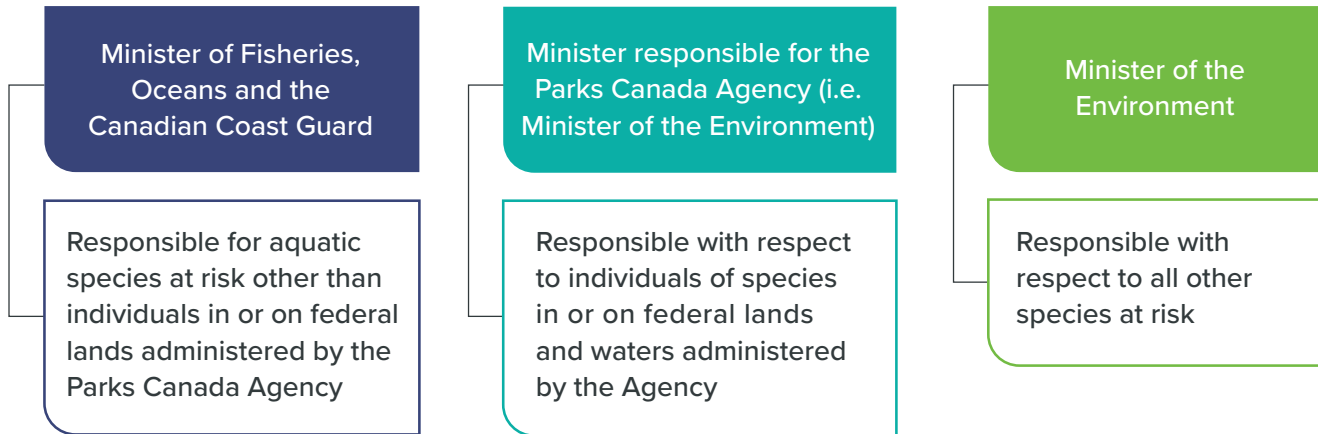 Minister of Fisheries,
Oceans and the
Canadian Coast Guard
Responsible for aquatic
species at risk other than
individuals in or on federal
lands administered by the
Parks Canada Agency
Minister responsible for the
Parks Canada Agency (i.e.
Minister of the Environment)
Responsible with respect
to individuals of species
in or on federal lands
and waters administered
by the Agency
Minister of the
Environment
Responsible with
respect to all other
species at risk